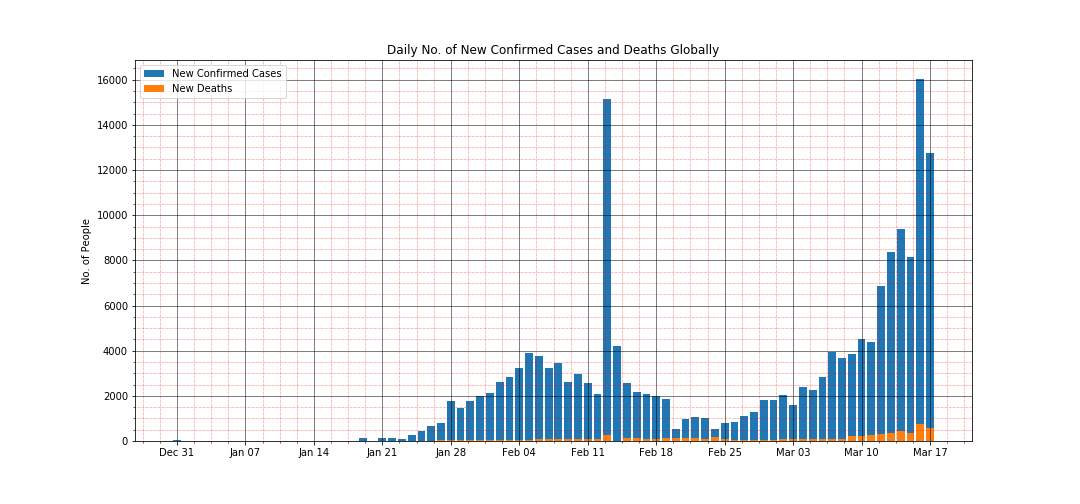 Daily No. of New Confirmed Cases and Deaths Globally
New Confirmed Cases
New Deaths
16000
14000
12000
10000
8000
6000
4000
2000
0
No. of People
Dec 31 Jan 07 Jan 14 Jan 21 Jan 28 Feb 04 Feb 11 Feb 18 Feb 25 Mar 03 Mar 10 Mar 17